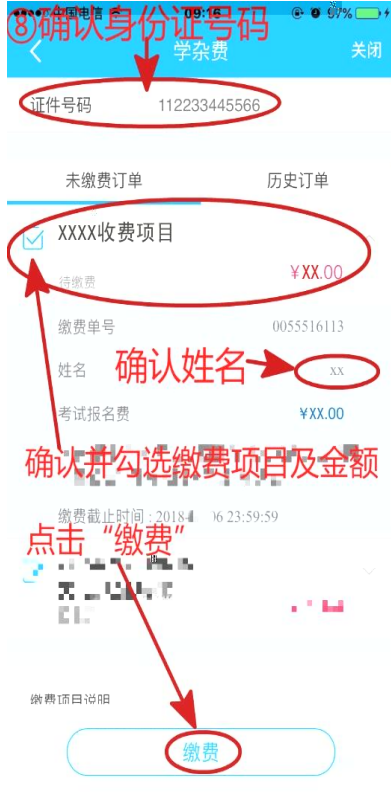 中国电信 09:16 97%
⑧确认身份证号码
学杂费 关闭
证件号码 112233445566
未缴费订单 历史订单
XXXX收费项目
待缴费 ¥XX.00
缴费单号 0055516113
确认姓名
姓名 xx
考试报名费 ¥XX.00
确认并勾选缴费项目及金额
缴费截止时间 : 2018-
06 23:59:59
点击“缴费”
缴费项目说明
缴费